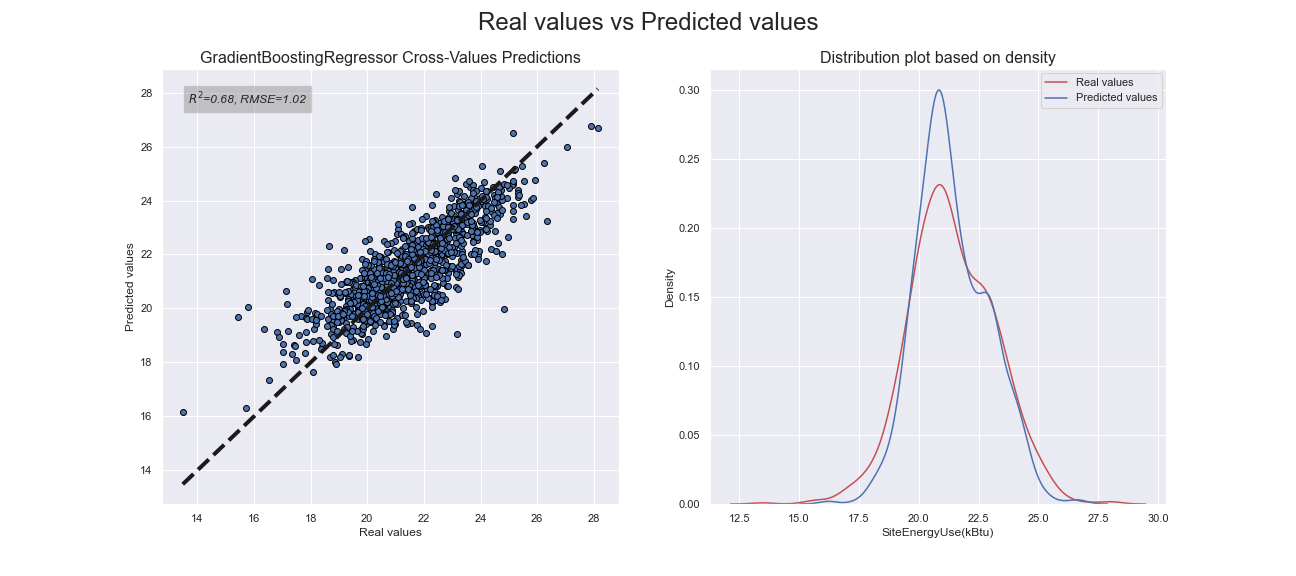 Real values vs Predicted values
GradientBoostingRegressor Cross-Values Predictions
R²=0.68, RMSE=1.02
28
26
24
22
20
18
16
14
Predicted values
14 16 18 20 22 24 26 28
Real values
Distribution plot based on density
Real values
Predicted values
0.30
0.25
0.20
0.15
0.10
0.05
0.00
Density
12.5 15.0 17.5 20.0 22.5 25.0 27.5 30.0
SiteEnergyUse(kBtu)